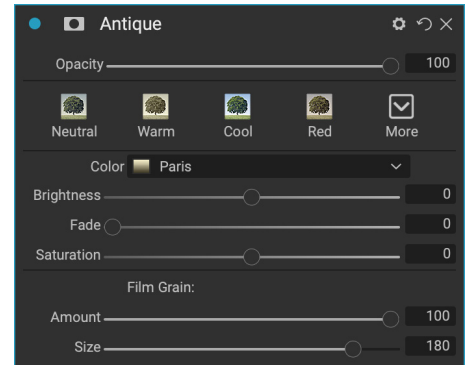 Antique
Opacity 100
Neutral Warm Cool Red More
Color Paris
Brightness 0
Fade 0
Saturation 0
Film Grain:
Amount 100
Size 180